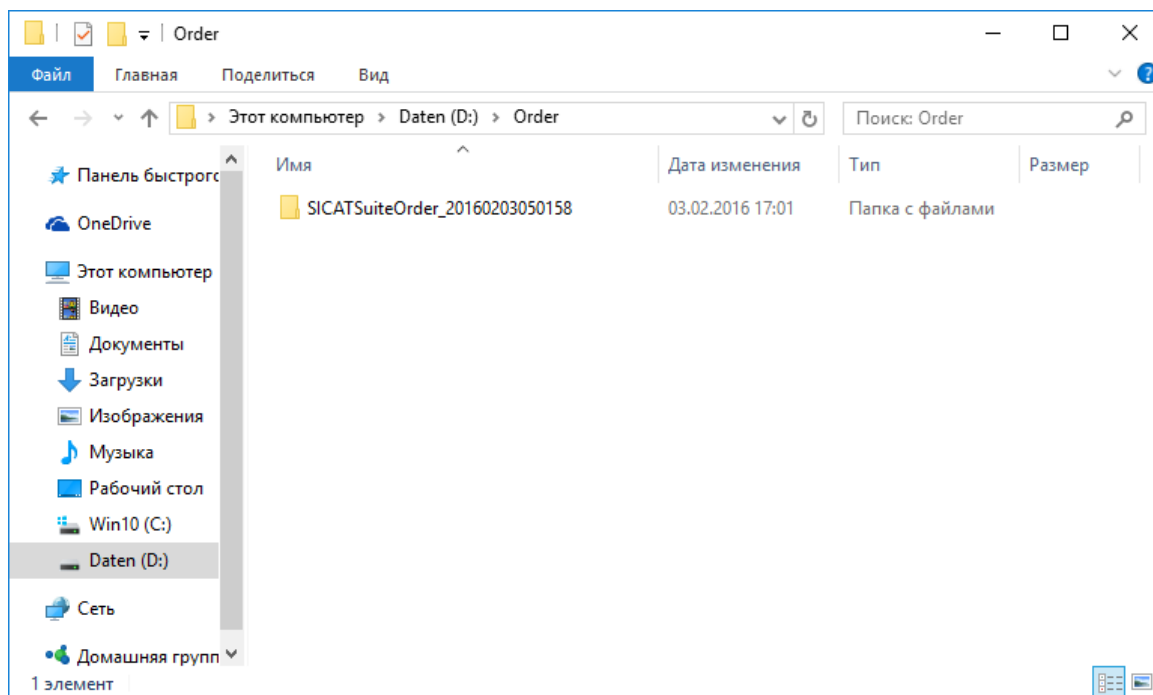 Order
Файл Главная Поделиться Вид
Этот компьютер > Daten (D:) > Order Поиск: Order
Имя Дата изменения Тип Размер
Панель быстрого
SICATSuiteOrder_20160203050158 03.02.2016 17:01 Папка с файлами
OneDrive
Этот компьютер
Видео
Документы
Загрузки
Изображения
Музыка
Рабочий стол
Win10 (C:)
Daten (D:)
Сеть
Домашняя групп
1 элемент